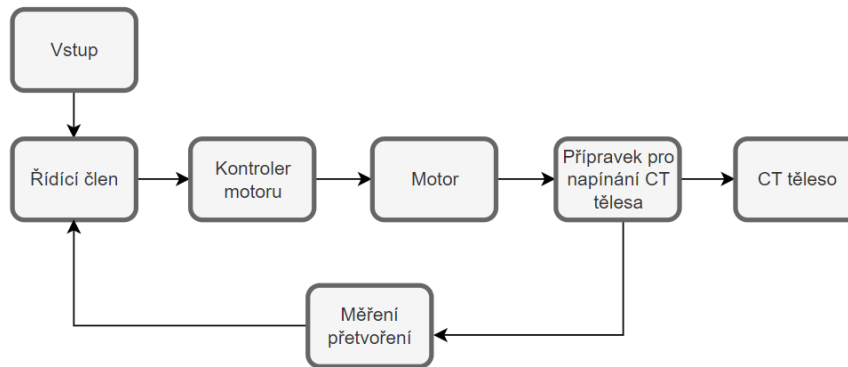 Vstup
Řídící člen
Kontroler
motoru
Motor
Přípravek pro
napínání CT
tělesa
CT těleso
Měření
přetvoření